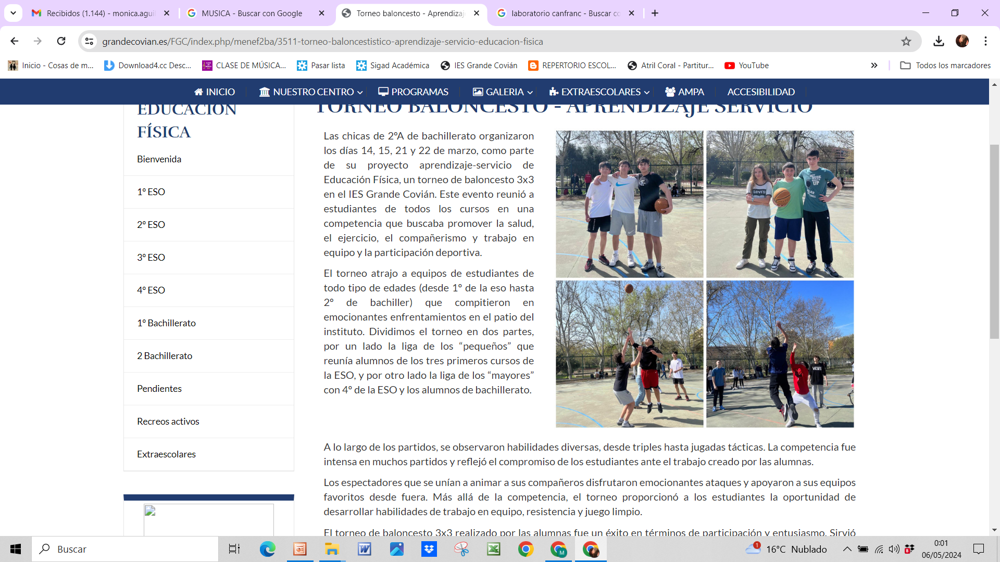 Recibidos (1.144) - monica.agui
MUSICA - Buscar con Google
Torneo baloncesto - Aprendizaj
laboratorio canfranc - Buscar co
grandecovian.es/FGC/index.php/menef2ba/3511-torneo-baloncestistico-aprendizaje-servicio-educacion-fisica
Inicio - Cosas de m...
Download4.cc Desc...
CLASE DE MÚSICA...
Pasar lista
Sigad Académica
IES Grande Covián
REPERTORIO ESCOL...
Atril Coral - Partitur...
YouTube
Todos los marcadores
INICIO
NUESTRO CENTRO
PROGRAMAS
GALERIA
EXTRAESCOLARES
AMPA
ACCESIBILIDAD
EDUCACIÓN
FÍSICA
Bienvenida
1º ESO
2º ESO
3º ESO
4º ESO
1º Bachillerato
2 Bachillerato
Pendientes
Recreos activos
Extraescolares
TORNEO BALONCESTO - APRENDIZAJE SERVICIO
Las chicas de 2ºA de bachillerato organizaron
los días 14, 15, 21 y 22 de marzo, como parte
de su proyecto aprendizaje-servicio de
Educación Física, un torneo de baloncesto 3x3
en el IES Grande Covián. Este evento reunió a
estudiantes de todos los cursos en una
competencia que buscaba promover la salud,
el ejercicio, el compañerismo y trabajo en
equipo y la participación deportiva.
El torneo atrajo a equipos de estudiantes de
todo tipo de edades (desde 1º de la eso hasta
2º de bachiller) que compitieron en
emocionantes enfrentamientos en el patio del
instituto. Dividimos el torneo en dos partes,
por un lado la liga de los “pequeños” que
reunía alumnos de los tres primeros cursos de
la ESO, y por otro lado la liga de los “mayores”
con 4º de la ESO y los alumnos de bachillerato.
Levi's
DUDE
WHAT'S
UP
VANS
A lo largo de los partidos, se observaron habilidades diversas, desde triples hasta jugadas tácticas. La competencia fue
intensa en muchos partidos y reflejó el compromiso de los estudiantes ante el trabajo creado por las alumnas.
Los espectadores que se unían a animar a sus compañeros disfrutaron emocionantes ataques y apoyaron a sus equipos
favoritos desde fuera. Más allá de la competencia, el torneo proporcionó a los estudiantes la oportunidad de
desarrollar habilidades de trabajo en equipo, resistencia y juego limpio.
El torneo de baloncesto 3x3 realizado por las alumnas fue un éxito en términos de participación y entusiasmo. Sirvió
Buscar
1
16°C Nublado
0:01
06/05/2024